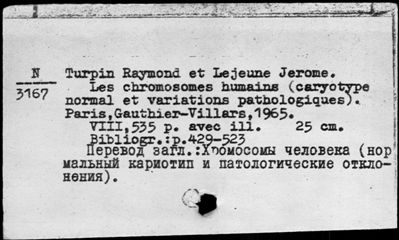 N
3167
Turpin Raymond et Lejeune Jerome.
Les chromosomes humains (caryotype
normal et variations pathologiques).
Paris,Gauthier-Villars,1965.
VIII,535 p. avec ill. 25 cm.
Bibliogr.:p.429-523
Перевод загл.:Хромосомы человека (нор
мальный кариотип и патологические откло-
нения).